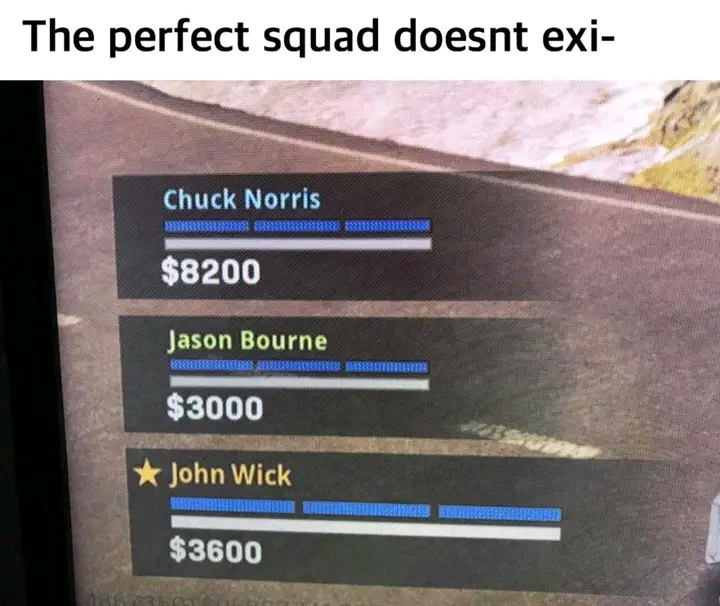 The perfect squad doesnt exi-
Chuck Norris
$8200
Jason Bourne
$3000
John Wick
$3600